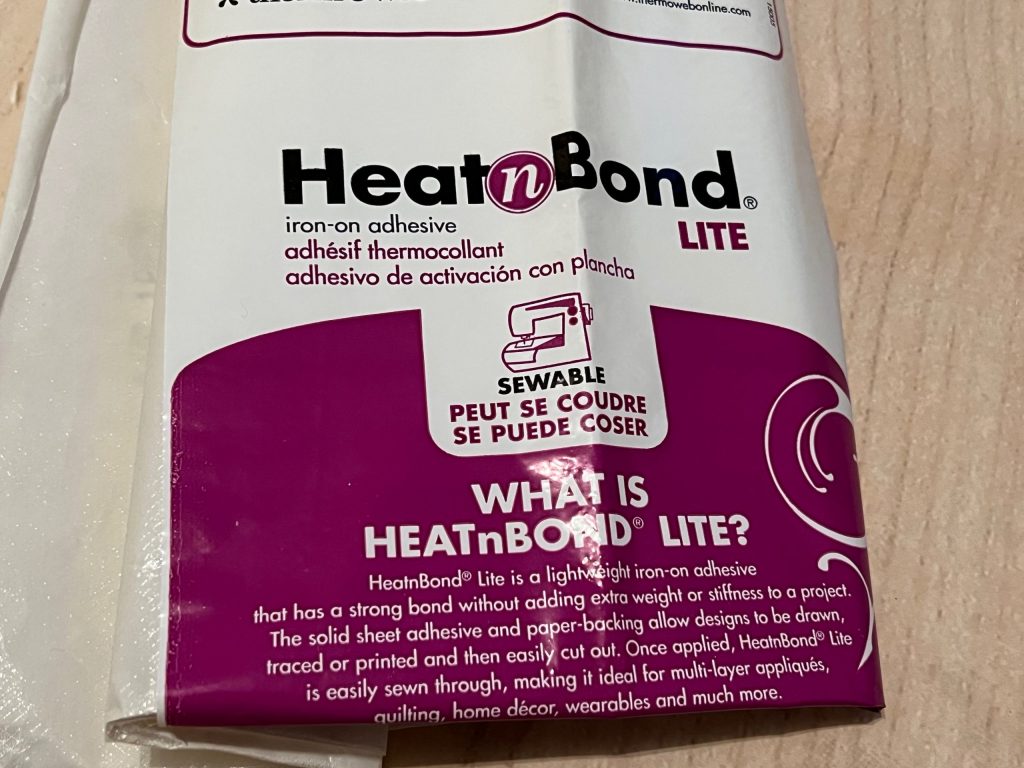 HeatnBond®
LITE
iron-on adhesive
adhésif thermocollant
adhesivo de activación con plancha
SEWABLE
PEUT SE COUDRE
SE PUEDE COSER
WHAT IS
HEATnBOND® LITE?
HeatnBond® Lite is a lightweight iron-on adhesive
that has a strong bond without adding extra weight or stiffness to a project.
The solid sheet adhesive and paper-backing allow designs to be drawn,
traced or printed and then easily cut out. Once applied, HeatnBond® Lite
is easily sewn through, making it ideal for multi-layer appliqués,
quilting, home décor, wearables and much more.